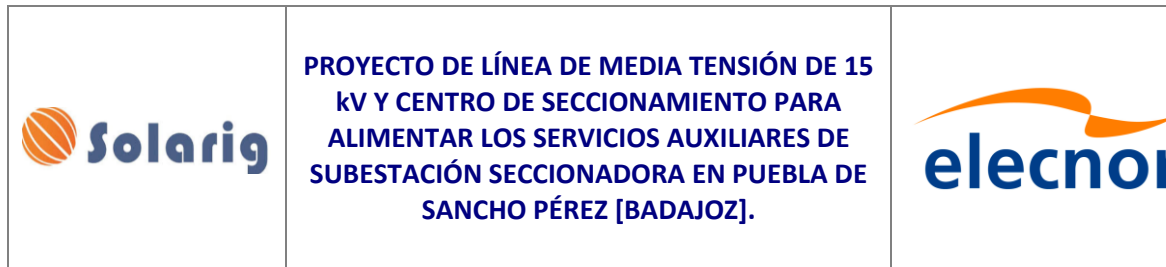 Solarig
PROYECTO DE LÍNEA DE MEDIA TENSIÓN DE 15
kV Y CENTRO DE SECCIONAMIENTO PARA
ALIMENTAR LOS SERVICIOS AUXILIARES DE
SUBESTACIÓN SECCIONADORA EN PUEBLA DE
SANCHO PÉREZ [BADAJOZ].
elecnor